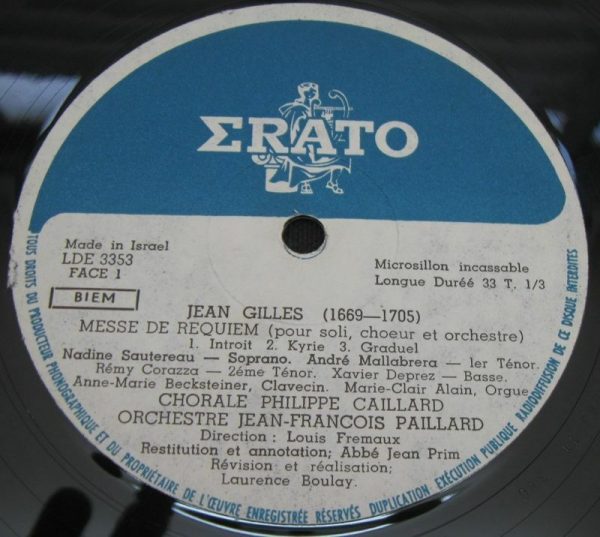 ΣRATO
Made in Israel
LDE 3353
FACE 1
BIEM
Microsillon incassable
Longue Duréé 33 T. 1/3
JEAN GILLES (1669—1705)
MESSE DE REQUIEM (pour soli, choeur et orchestre)
1. Introit 2. Kyrie 3. Graduel
Nadine Sautereau — Soprano. André Mallabrera — 1er Ténor.
Rémy Corazza — 2éme Ténor. Xavier Deprez — Basse.
Anne-Marie Becksteiner, Clavecin. Marie-Clair Alain, Orgue
CHORALE PHILIPPE CAILLARD
ORCHESTRE JEAN-FRANCOIS PAILLARD
Direction : Louis Fremaux
Restitution et annotation; Abbé Jean Prim
Révision et réalisation;
Laurence Boulay.
TOUS DROITS DU PRODUCTEUR PHONOGRAPHIQUE ET DU PROPRIÉTAIRE DE L'ŒUVRE ENREGISTRÉE RÉSERVÉS DUPLICATION EXÉCUTION PUBLIQUE RADIODIFFUSION DE CE DISQUE INTERDITES